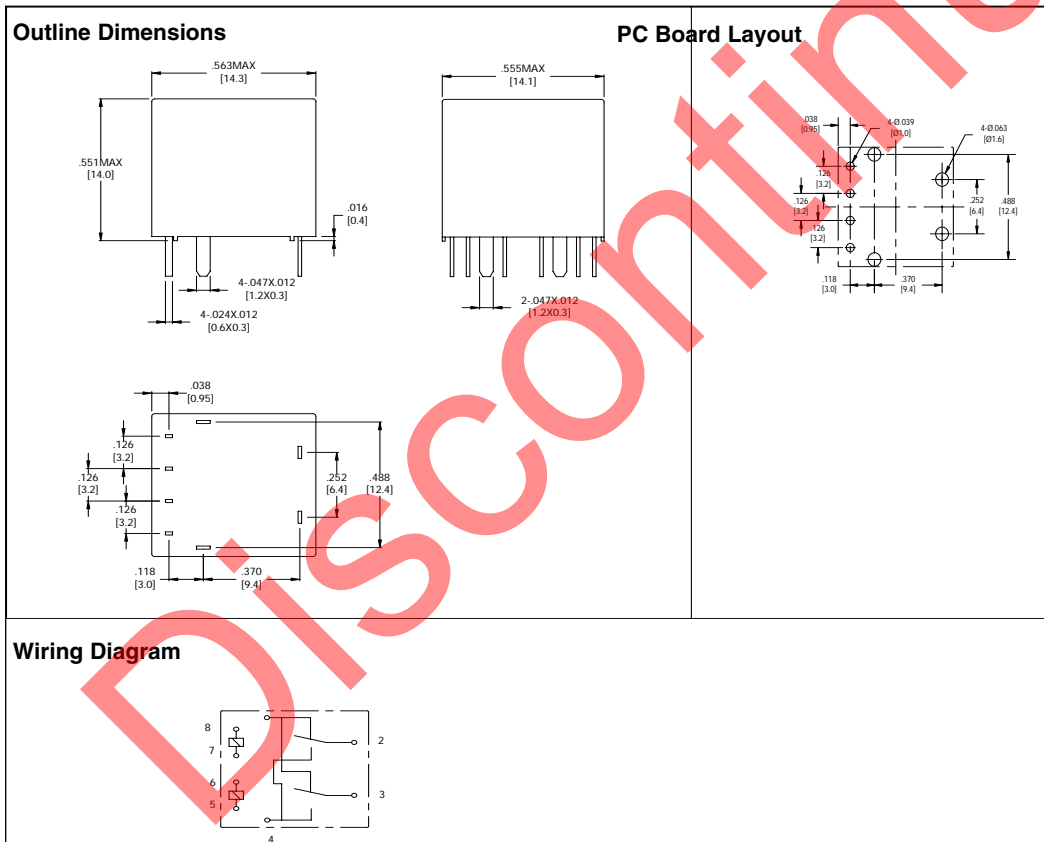 Outline Dimensions
.563MAX
[14.3]
.551MAX
[14.0]
.016
[0.4]
4-.047X.012
[1.2X0.3]
4-.024X.012
[0.6X0.3]
.555MAX
[14.1]
2-.047X.012
[1.2X0.3]
.038
[0.95]
.126
[3.2]
.126
[3.2]
.126
[3.2]
.252
[6.4]
.488
[12.4]
.118
[3.0]
.370
[9.4]
PC Board Layout
.038
[0.95]
4-Ø.039
[Ø1.0]
4-Ø.063
[Ø1.6]
.126
[3.2]
.126
[3.2]
.126
[3.2]
.252
[6.4]
.488
[12.4]
.118
[3.0]
.370
[9.4]
Wiring Diagram
8
7
6
5
4
2
3